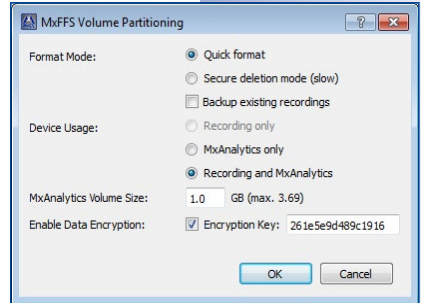 MxFFS Volume Partitioning
Format Mode: Quick format
Secure deletion mode (slow)
Backup existing recordings
Device Usage: Recording only
MxAnalytics only
Recording and MxAnalytics
MxAnalytics Volume Size: 1.0 GB (max. 3.69)
Enable Data Encryption: Encryption Key: 261e5e9d489c1916
OK Cancel